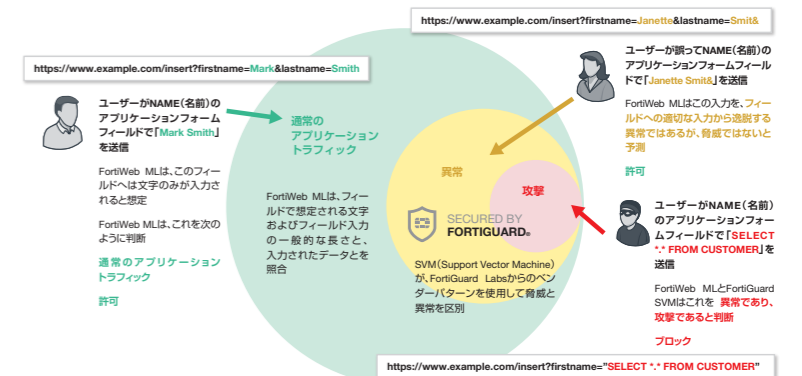 https://www.example.com/insert?firstname=Janette&lastname=Smit&
https://www.example.com/insert?firstname=Mark&lastname=Smith
ユーザーがNAME（名前）の
アプリケーションフォーム
フィールドで「Mark Smith」
を送信
FortiWeb MLは、このフィー
ルドへは文字のみが入力さ
れると想定
FortiWeb MLは、これを次の
ように判断
通常のアプリケーション
トラフィック
許可
通常の
アプリケーション
トラフィック
FortiWeb MLは、フィー
ルドで想定される文字
およびフィールド入力
の一般的な長さと、
入力されたデータとを
照合
異常
攻撃
SECURED BY
FORTIGUARD®
SVM（Support Vector Machine）
が、FortiGuard Labsからのベン
ダーパターンを使用して脅威と
異常を区別
ユーザーが誤ってNAME（名前）の
アプリケーションフォームフィール
ドで「Janette Smit&」を送信
FortiWeb MLはこの入力を、フィー
ルドへの適切な入力から逸脱する
異常ではあるが、脅威ではないと
予測
許可
ユーザーがNAME（名前）
のアプリケーションフォー
ムフィールドで「SELECT
*.* FROM CUSTOMER」を
送信
FortiWeb MLとFortiGuard
SVMはこれを 異常であり、
攻撃であると判断
ブロック
https://www.example.com/insert?firstname="SELECT *.* FROM CUSTOMER"